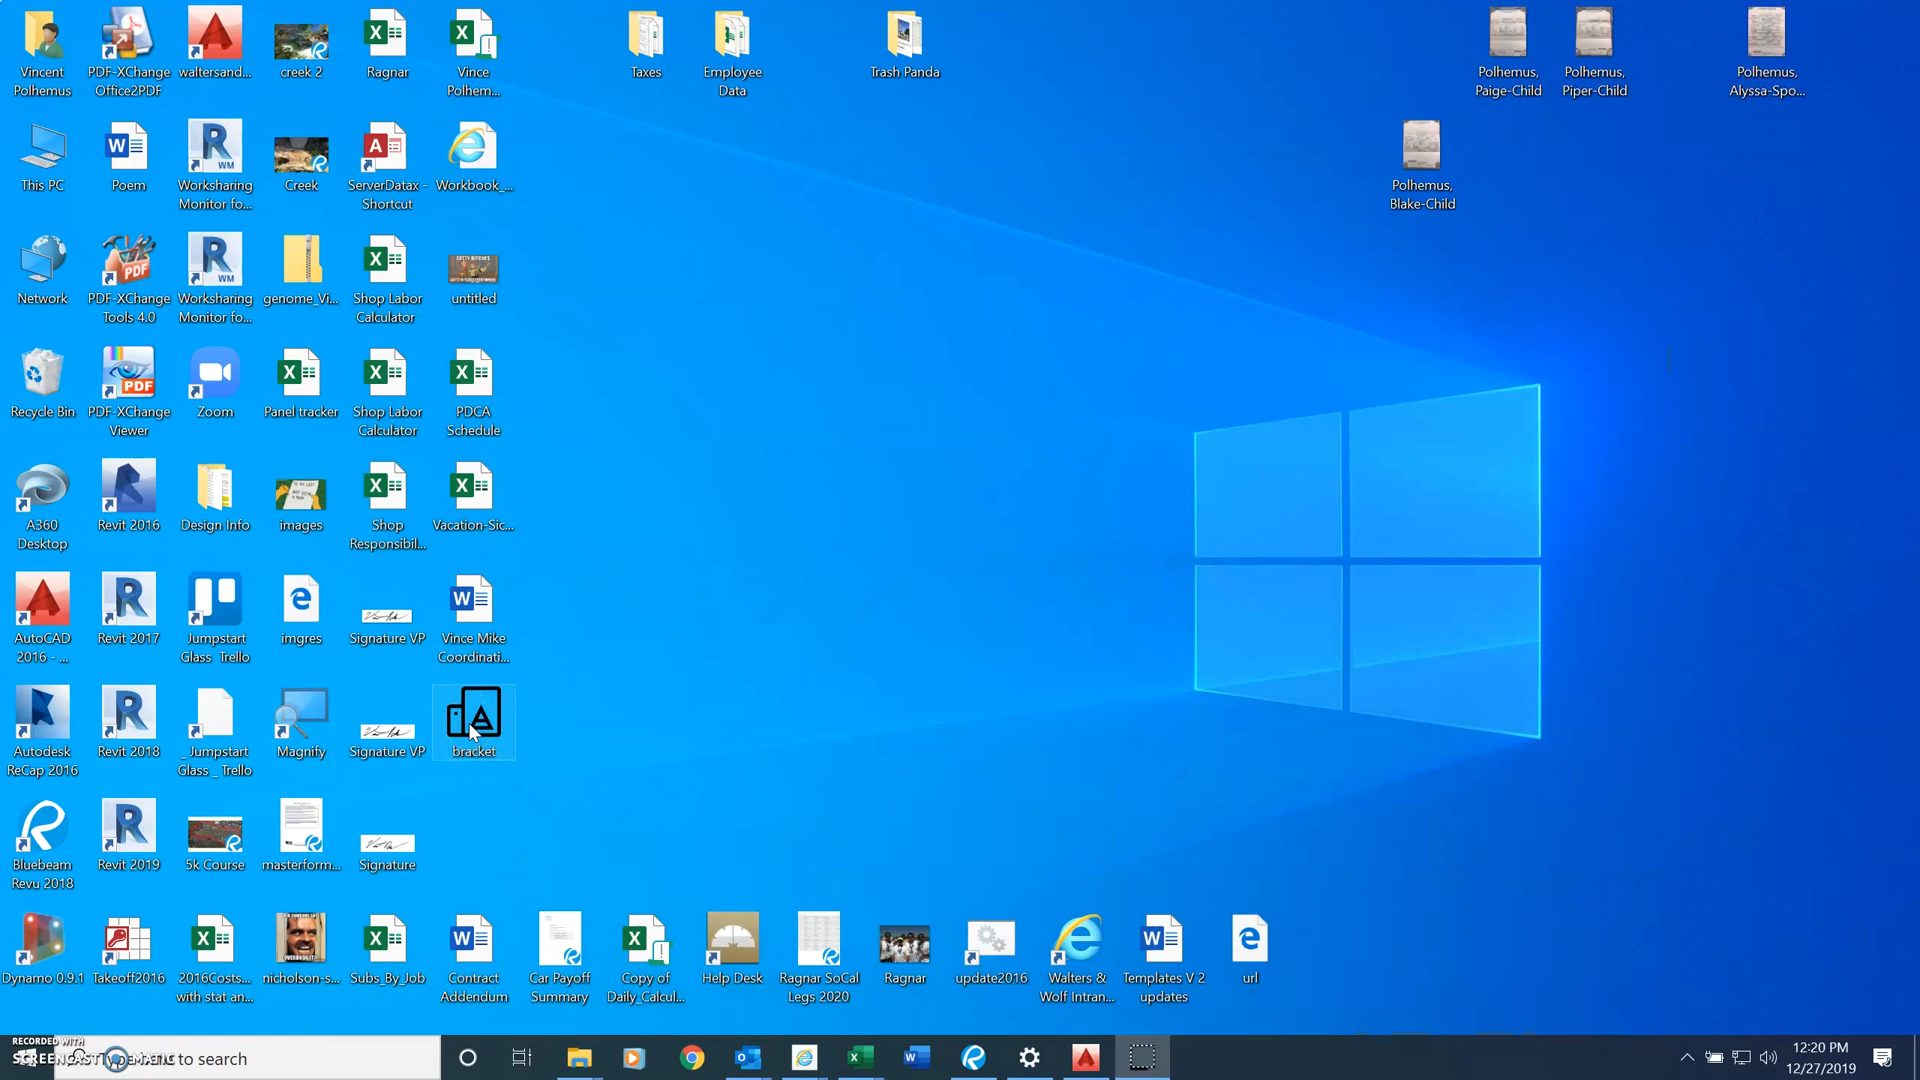 Vincent
Polhemus
PDF-XChange
Office2PDF
waltersand...
creek 2
Ragnar
Vince
Polhem...
Taxes
Employee
Data
Trash Panda
Polhemus,
Paige-Child
Polhemus,
Piper-Child
Polhemus,
Alyssa-Spo...
This PC
Poem
Worksharing
Monitor fo...
Creek
ServerDatax -
Shortcut
Workbook_...
Polhemus,
Blake-Child
Network
PDF-XChange
Tools 4.0
Worksharing
Monitor fo...
genome_Vi...
Shop Labor
Calculator
untitled
Recycle Bin
PDF-XChange
Viewer
Zoom
Panel tracker
Shop Labor
Calculator
PDCA
Schedule
A360
Desktop
Revit 2016
Design Info
images
Shop
Responsibil...
Vacation-Sic...
AutoCAD
2016 - ...
Revit 2017
Jumpstart
Glass_Trello
imgres
Signature VP
Vince Mike
Coordinati...
Autodesk
ReCap 2016
Revit 2018
_Jumpstart
Glass _ Trello
Magnify
Signature VP
bracket
Bluebeam
Revu 2018
Revit 2019
5k Course
masterform...
Signature
Dynamo 0.9.1
Takeoff2016
2016Costs...
with stat an...
nicholson-s...
Subs_By_Job
Contract
Addendum
Car Payoff
Summary
Copy of
Daily_Calcul...
Help Desk
Ragnar SoCal
Legs 2020
Ragnar
update2016
Walters &
Wolf Intran...
Templates V 2
updates
url
RECORDED WITH
SCREENCAST-O-MATIC
Type here to search
12:20 PM
12/27/2019